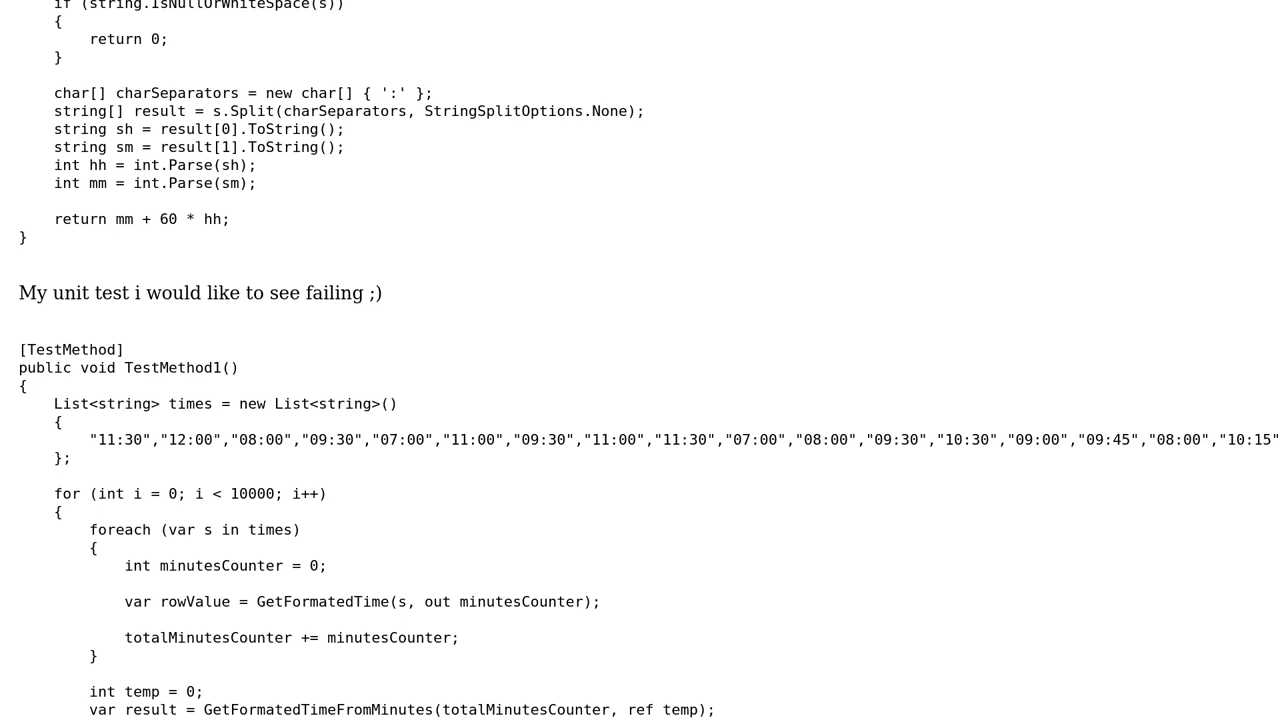 if (string.IsNullOrWhiteSpace(s))
{
return 0;
}
char[] charSeparators = new char[] { ':' };
string[] result = s.Split(charSeparators, StringSplitOptions.None);
string sh = result[0].ToString();
string sm = result[1].ToString();
int hh = int.Parse(sh);
int mm = int.Parse(sm);
return mm + 60 * hh;
}
My unit test i would like to see failing ;)
[TestMethod]
public void TestMethod1()
{
List<string> times = new List<string>()
{
"11:30","12:00","08:00","09:30","07:00","11:00","09:30","11:00","11:30","07:00","08:00","09:30","10:30","09:00","09:45","08:00","10:15"
};
for (int i = 0; i < 10000; i++)
{
foreach (var s in times)
{
int minutesCounter = 0;
var rowValue = GetFormatedTime(s, out minutesCounter);
totalMinutesCounter += minutesCounter;
}
int temp = 0;
var result = GetFormatedTimeFromMinutes(totalMinutesCounter, ref temp);